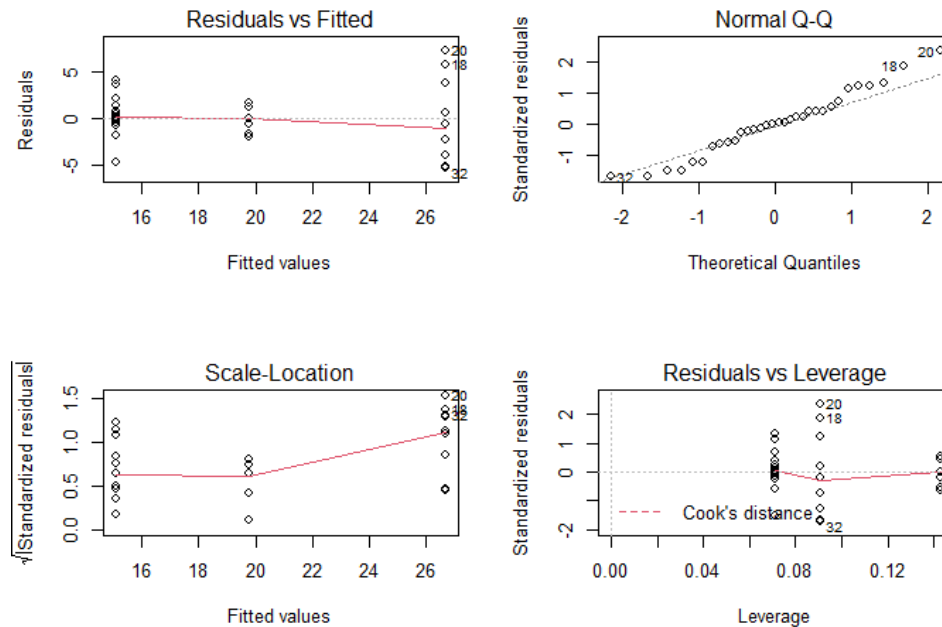 Residuals vs Fitted
Residuals
5
0
-5
20
18
32
16 18 20 22 24 26
Fitted values
Normal Q-Q
Standardized residuals
2
1
0
-1
20
18
32
-2 -1 0 1 2
Theoretical Quantiles
Scale-Location
√|Standardized residuals|
1.5
1.0
0.5
0.0
20
18
32
16 18 20 22 24 26
Fitted values
Residuals vs Leverage
Standardized residuals
2
1
0
-2
20
18
32
Cook's distance
0.00 0.04 0.08 0.12
Leverage